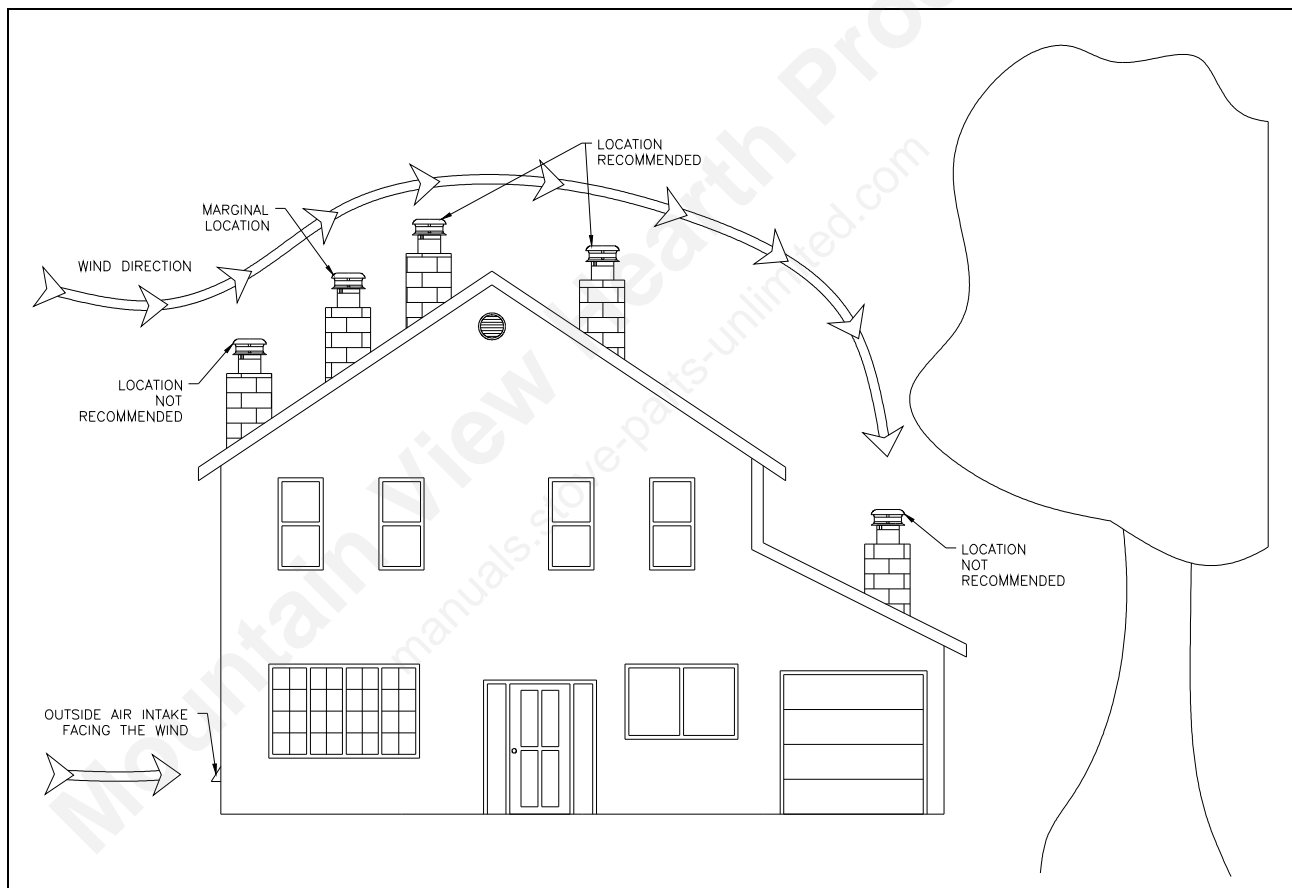 LOCATION
RECOMMENDED
MARGINAL
LOCATION
WIND DIRECTION
LOCATION
NOT
RECOMMENDED
LOCATION
NOT
RECOMMENDED
OUTSIDE AIR INTAKE
FACING THE WIND
Mountain View Hearth
manuals.stove-parts-unlimited.com